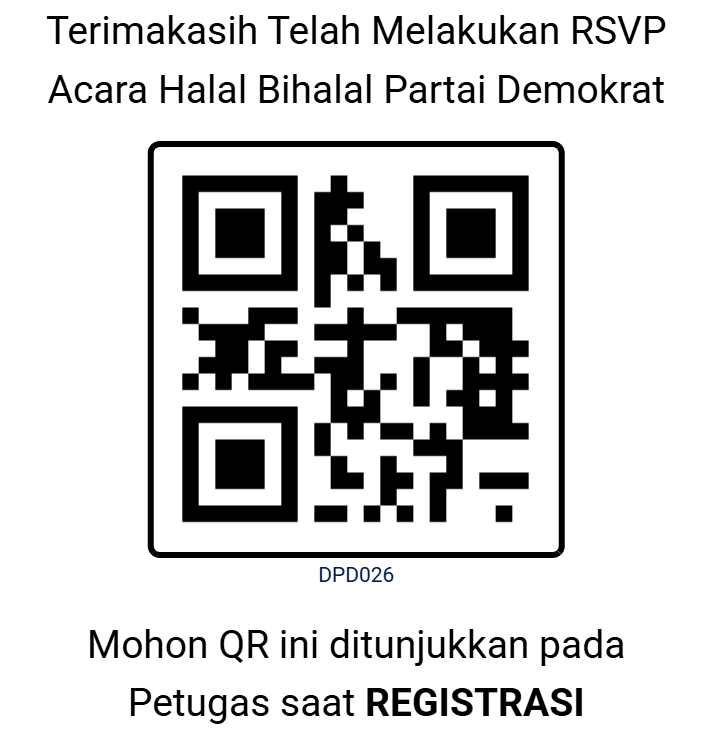 Terimakasih Telah Melakukan RSVP
Acara Halal Bihalal Partai Demokrat
DPD026
Mohon QR ini ditunjukkan pada
Petugas saat REGISTRASI